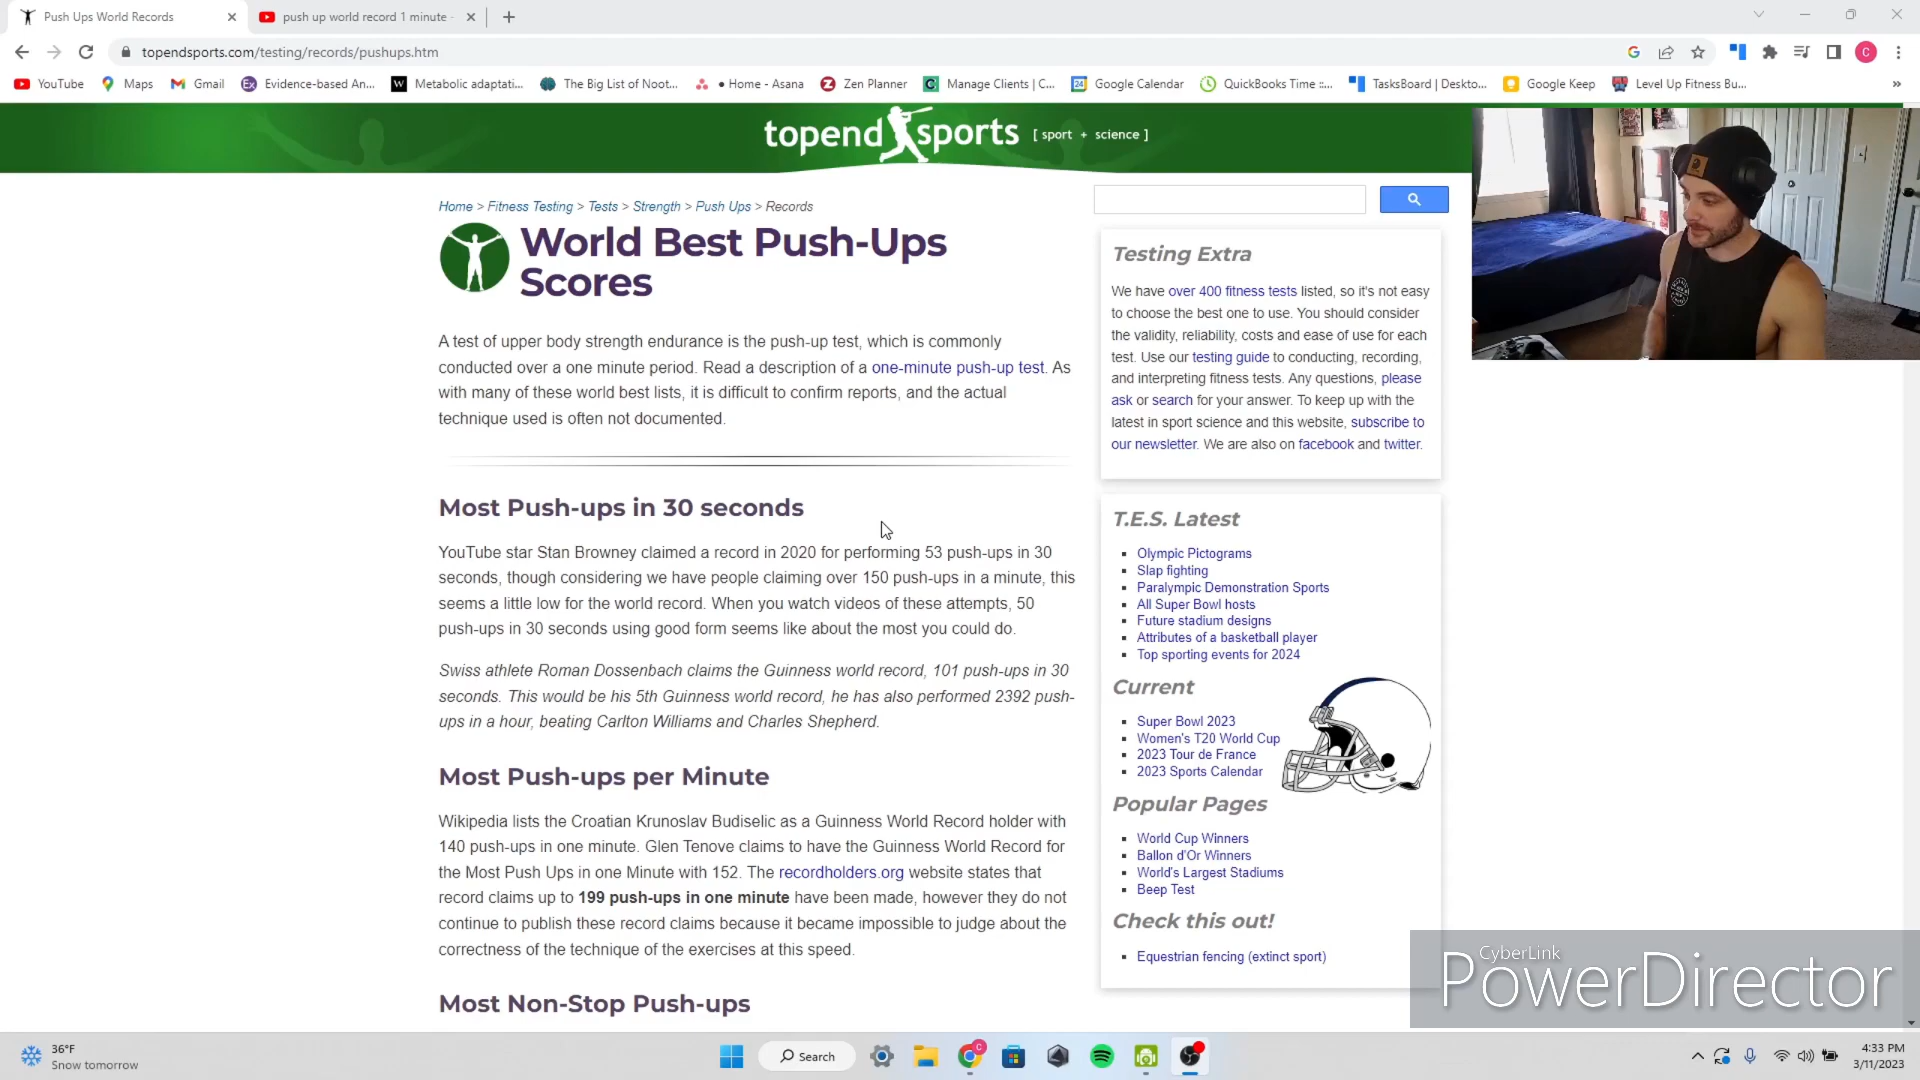 Push Ups World Records
push up world record 1 minute -
topendsports.com/testing/records/pushups.htm
YouTube
Maps
Gmail
Evidence-based An...
Metabolic adaptati...
The Big List of Noot...
• Home - Asana
Zen Planner
Manage Clients | C...
Google Calendar
QuickBooks Time ::...
TasksBoard | Deskto...
Google Keep
Level Up Fitness Bu...
topend sports [ sport + science ]
Home > Fitness Testing > Tests > Strength > Push Ups > Records
World Best Push-Ups
Scores
A test of upper body strength endurance is the push-up test, which is commonly
conducted over a one minute period. Read a description of a one-minute push-up test. As
with many of these world best lists, it is difficult to confirm reports, and the actual
technique used is often not documented.
Most Push-ups in 30 seconds
YouTube star Stan Browney claimed a record in 2020 for performing 53 push-ups in 30
seconds, though considering we have people claiming over 150 push-ups in a minute, this
seems a little low for the world record. When you watch videos of these attempts, 50
push-ups in 30 seconds using good form seems like about the most you could do.
Swiss athlete Roman Dossenbach claims the Guinness world record, 101 push-ups in 30
seconds. This would be his 5th Guinness world record, he has also performed 2392 push-
ups in a hour, beating Carlton Williams and Charles Shepherd.
Most Push-ups per Minute
Wikipedia lists the Croatian Krunoslav Budiselic as a Guinness World Record holder with
140 push-ups in one minute. Glen Tenove claims to have the Guinness World Record for
the Most Push Ups in one Minute with 152. The recordholders.org website states that
record claims up to 199 push-ups in one minute have been made, however they do not
continue to publish these record claims because it became impossible to judge about the
correctness of the technique of the exercises at this speed.
Most Non-Stop Push-ups
Testing Extra
We have over 400 fitness tests listed, so it's not easy
to choose the best one to use. You should consider
the validity, reliability, costs and ease of use for each
test. Use our testing guide to conducting, recording,
and interpreting fitness tests. Any questions, please
ask or search for your answer. To keep up with the
latest in sport science and this website, subscribe to
our newsletter. We are also on facebook and twitter.
T.E.S. Latest
Olympic Pictograms
Slap fighting
Paralympic Demonstration Sports
All Super Bowl hosts
Future stadium designs
Attributes of a basketball player
Top sporting events for 2024
Current
Super Bowl 2023
Women's T20 World Cup
2023 Tour de France
2023 Sports Calendar
Popular Pages
World Cup Winners
Ballon d'Or Winners
World's Largest Stadiums
Beep Test
Check this out!
Equestrian fencing (extinct sport)
CyberLink
PowerDirector
36°F
Snow tomorrow
Search
4:33 PM
3/11/2023